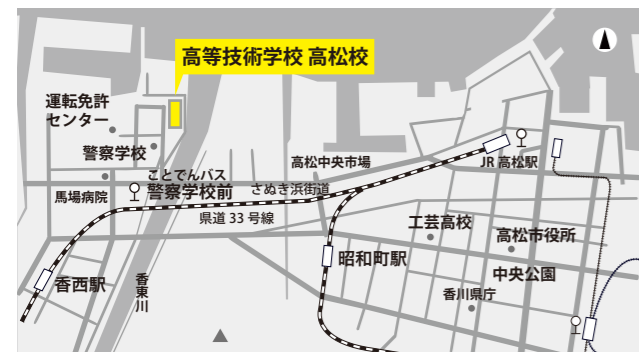 高等技術学校 高松校
運転免許
センター
警察学校
ことでんバス
警察学校前
馬場病院
高松中央市場
さぬき浜街道
県道 33 号線
JR 高松駅
工芸高校
高松市役所
昭和町駅
中央公園
香川県庁
香西駅
香東川